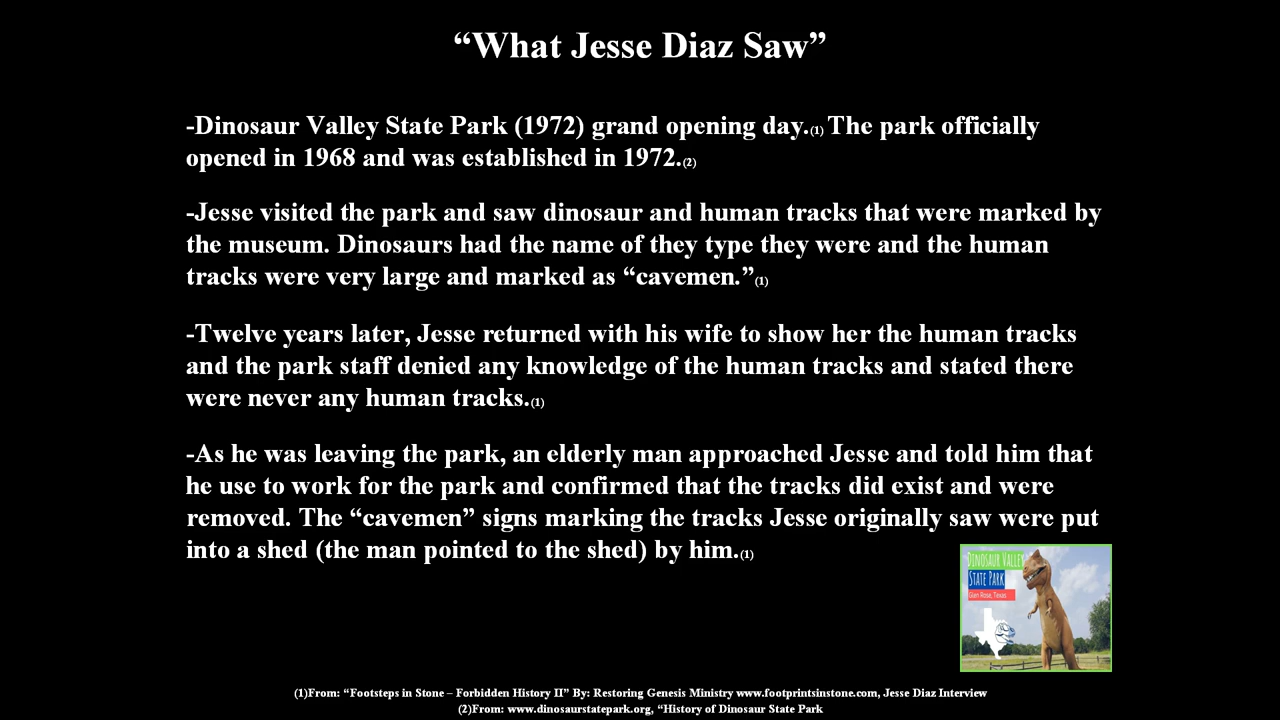 “What Jesse Diaz Saw”
-Dinosaur Valley State Park (1972) grand opening day.(1) The park officially
opened in 1968 and was established in 1972.(2)
-Jesse visited the park and saw dinosaur and human tracks that were marked by
the museum. Dinosaurs had the name of they type they were and the human
tracks were very large and marked as “cavemen.”(1)
-Twelve years later, Jesse returned with his wife to show her the human tracks
and the park staff denied any knowledge of the human tracks and stated there
were never any human tracks.(1)
-As he was leaving the park, an elderly man approached Jesse and told him that
he use to work for the park and confirmed that the tracks did exist and were
removed. The “cavemen” signs marking the tracks Jesse originally saw were put
into a shed (the man pointed to the shed) by him.(1)
DINOSAUR VALLEY
STATE PARK
Glen Rose, Texas
(1)From: “Footsteps in Stone – Forbidden History II” By: Restoring Genesis Ministry www.footprintsinstone.com, Jesse Diaz Interview
(2)From: www.dinosaurstatepark.org, “History of Dinosaur State Park